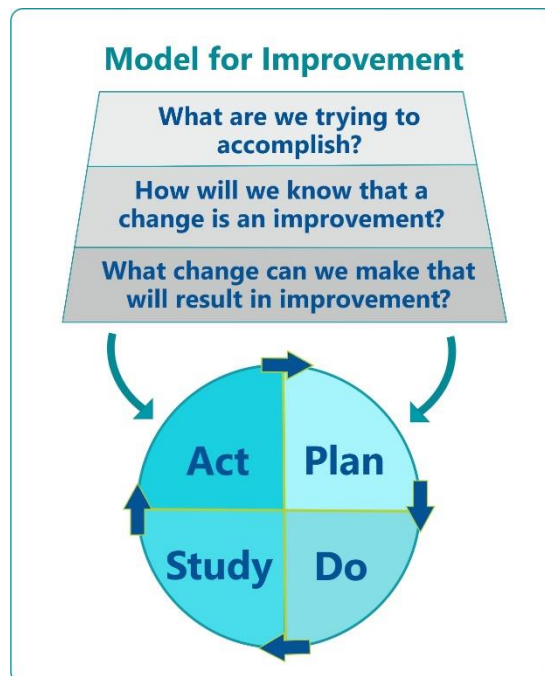 Model for Improvement
What are we trying to
accomplish?
How will we know that a
change is an improvement?
What change can we make that
will result in improvement?
Act
Plan
Study
Do